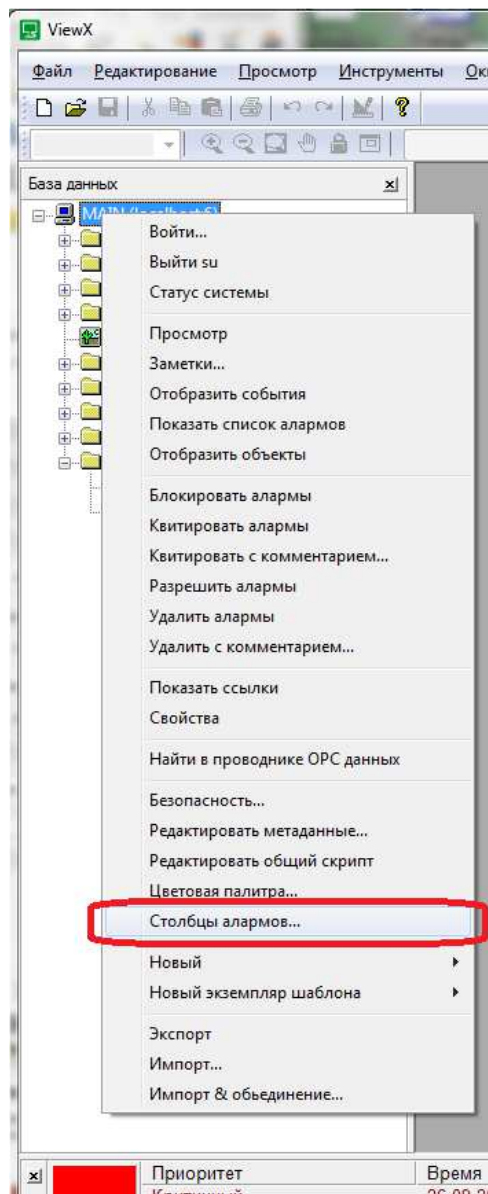 ViewX
Файл Редактирование Просмотр Инструменты
База данных
MAIN
Войти...
Выйти su
Статус системы
Просмотр
Заметки...
Отобразить события
Показать список алармов
Отобразить объекты
Блокировать алармы
Квитировать алармы
Квитировать с комментарием...
Разрешить алармы
Удалить алармы
Удалить с комментарием...
Показать ссылки
Свойства
Найти в проводнике OPC данных
Безопасность...
Редактировать метаданные...
Редактировать общий скрипт
Цветовая палитра...
Столбцы алармов...
Новый
Новый экземпляр шаблона
Экспорт
Импорт...
Импорт & обьединение...
Приоритет Время